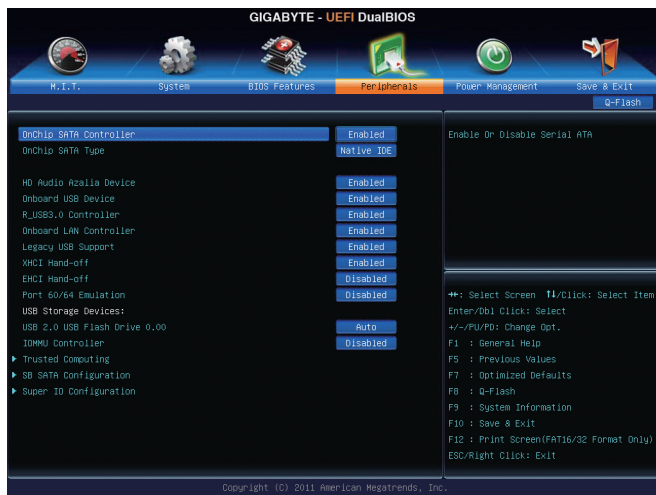 GIGABYTE - UEFI DualBIOS
M.I.T. System BIOS Features Peripherals Power Management Save & Exit
Q-Flash
OnChip SATA Controller Enabled
OnChip SATA Type Native IDE
HD Audio Azalia Device Enabled
Onboard USB Device Enabled
R_USB3.0 Controller Enabled
Onboard LAN Controller Enabled
Legacy USB Support Enabled
XHCI Hand-off Enabled
EHCI Hand-off Disabled
Port 60/64 Emulation Disabled
USB Storage Devices:
USB 2.0 USB Flash Drive 0.00 Auto
IOMMU Controller Disabled
Trusted Computing
SB SATA Configuration
Super IO Configuration
Enable Or Disable Serial ATA
→←: Select Screen ↑↓/Click: Select Item
Enter/Dbl Click: Select
+/-/PU/PD: Change Opt.
F1 : General Help
F5 : Previous Values
F7 : Optimized Defaults
F8 : Q-Flash
F9 : System Information
F10 : Save & Exit
F12 : Print Screen(FAT16/32 Format Only)
ESC/Right Click: Exit
Copyright (C) 2011 American Megatrends, Inc.